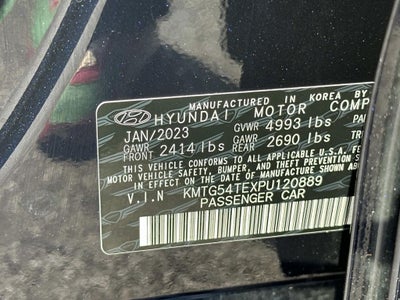 MANUFACTURED IN KOREA BY
HYUNDAI MOTOR COMP
JAN/2023 GVWR 4993 lbs PA
GAWR FRONT 2414 lbs GAWR REAR 2690 lbs
THIS VEHICLE CONFORMS TO ALL APPLICABLE U.S.A. FE
MOTOR VEHICLE SAFETY, BUMPER, AND THEFT PREVENTION
STANDARDS IN EFFECT ON THE DATE OF MANUFACTURE
V.I.N KMTG54TEXPU120889
PASSENGER CAR